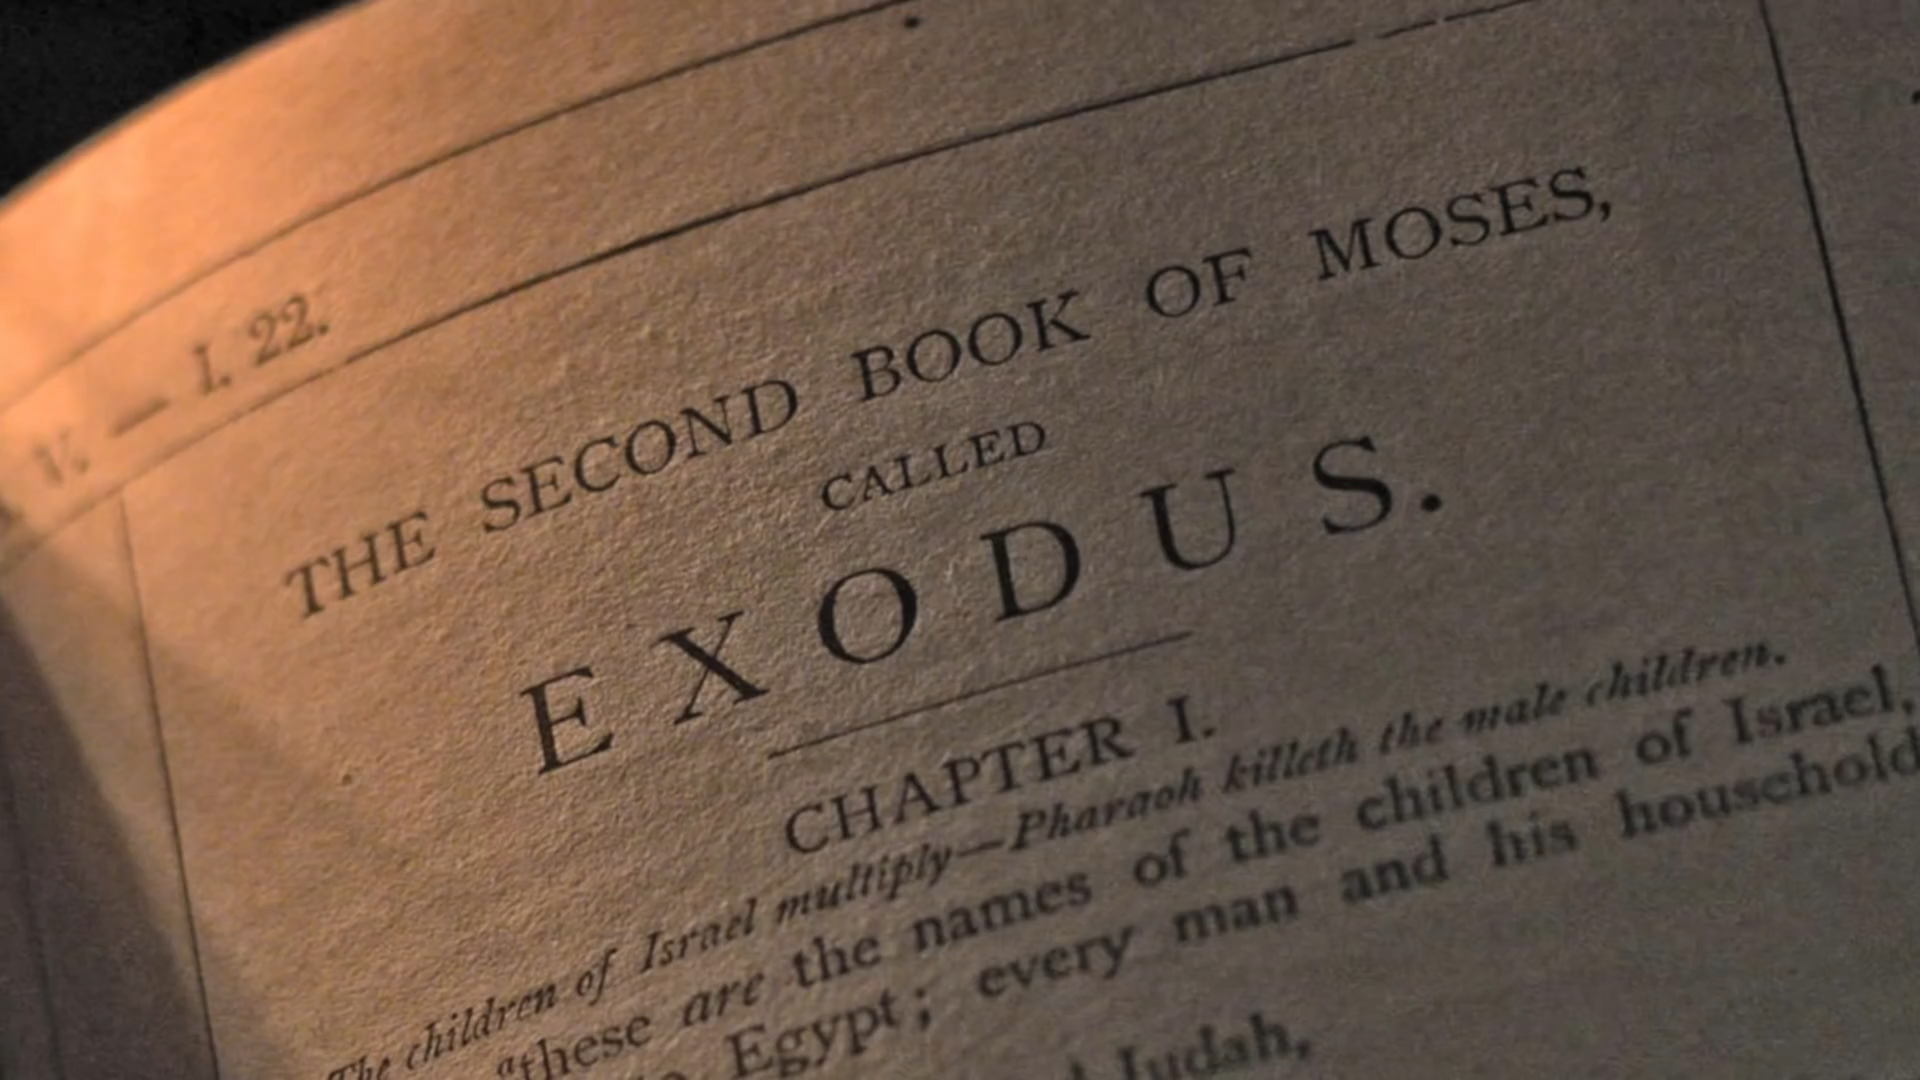 V. — I. 22.
THE SECOND BOOK OF MOSES,
CALLED
EXODUS.
CHAPTER I.
The children of Israel multiply—Pharaoh killeth the male children.
these are the names of the children of Israel,
Egypt; every man and his household
Judah,